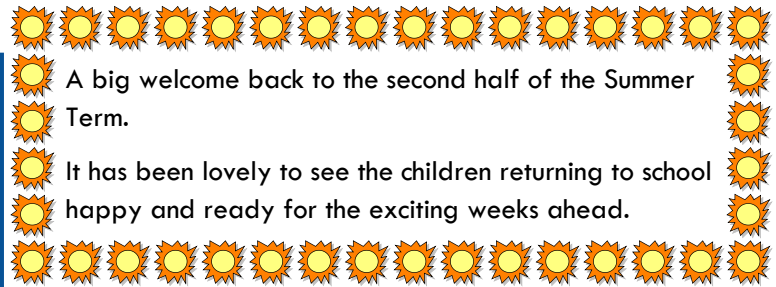 A big welcome back to the second half of the Summer
Term.
It has been lovely to see the children returning to school
happy and ready for the exciting weeks ahead.